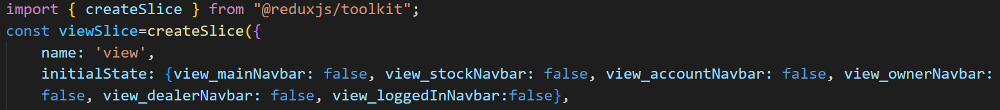 import { createSlice } from "@reduxjs/toolkit";
const viewSlice=createSlice({
    name: 'view',
    initialState: {view_mainNavbar: false, view_stockNavbar: false, view_accountNavbar: false, view_ownerNavbar:
    false, view_dealerNavbar: false, view_loggedInNavbar:false},